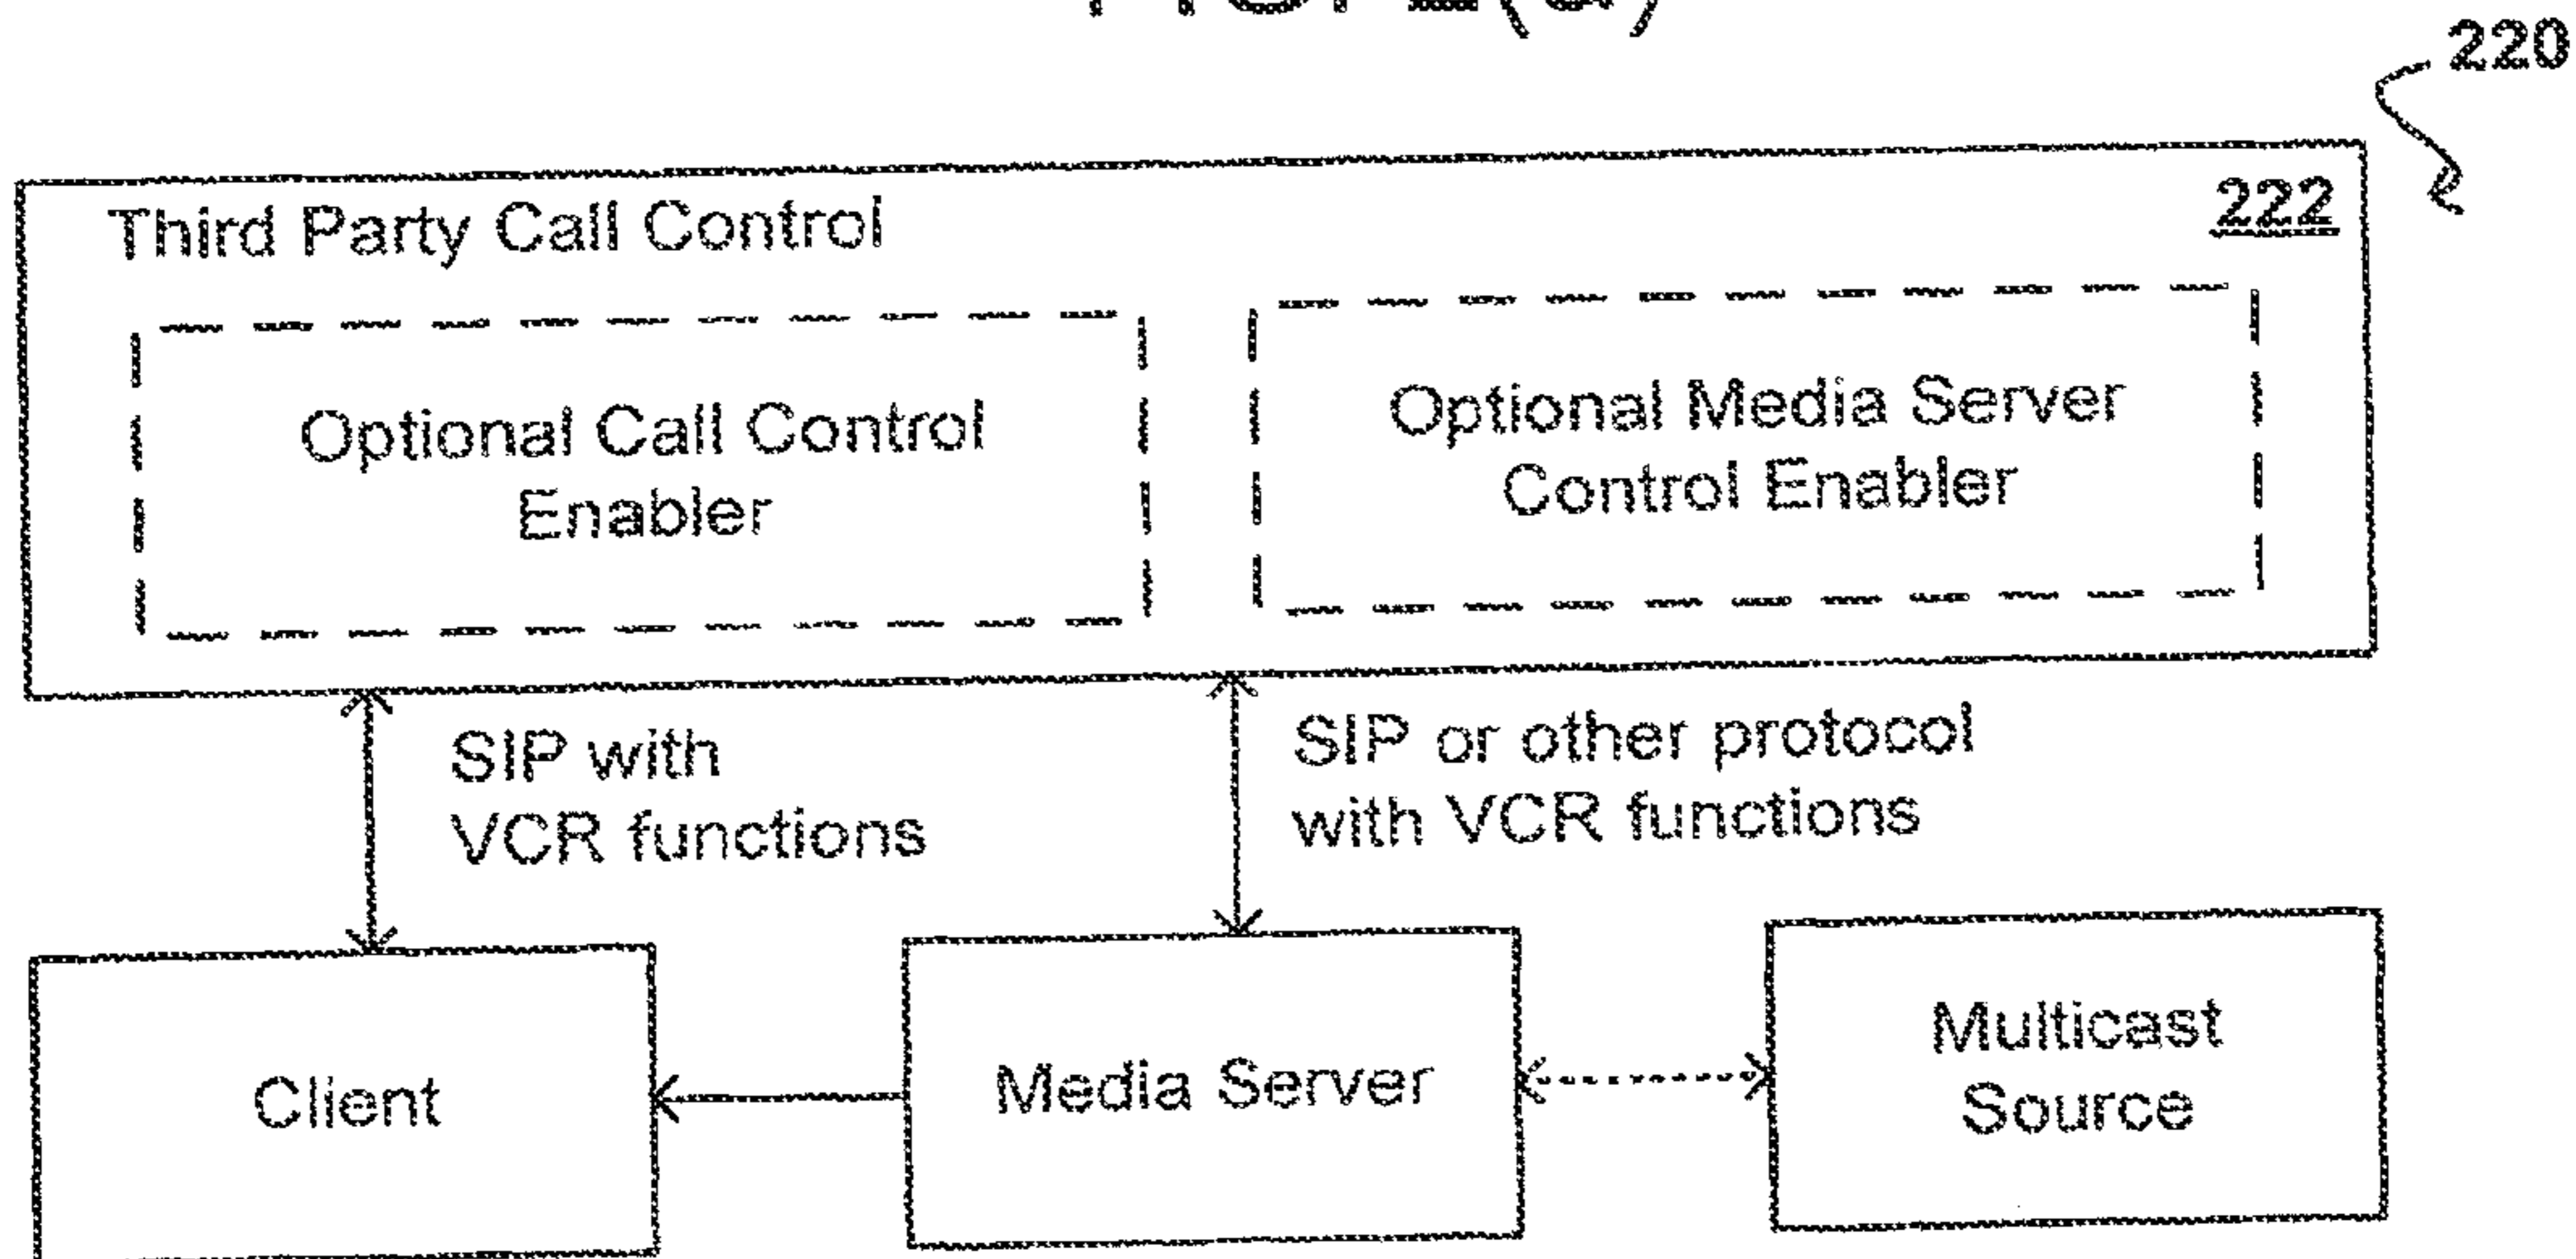 220
Third Party Call Control
222
Optional Call Control
Enabler
Optional Media Server
Control Enabler
SIP with
VCR functions
SIP or other protocol
with VCR functions
Client
Media Server
Multicast
Source